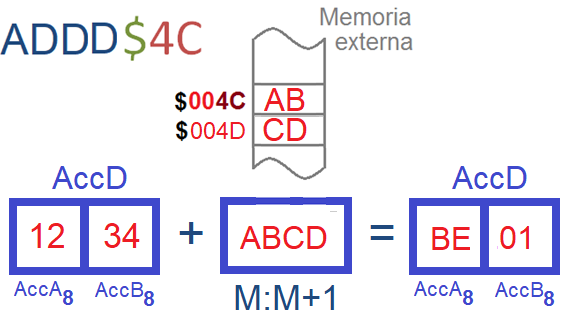 ADDD$4C
Memoria
externa
$004C AB
$004D CD
AccD AccD
12 34 + ABCD = BE 01
AccA8 AccB8 M:M+1 AccA8 AccB8